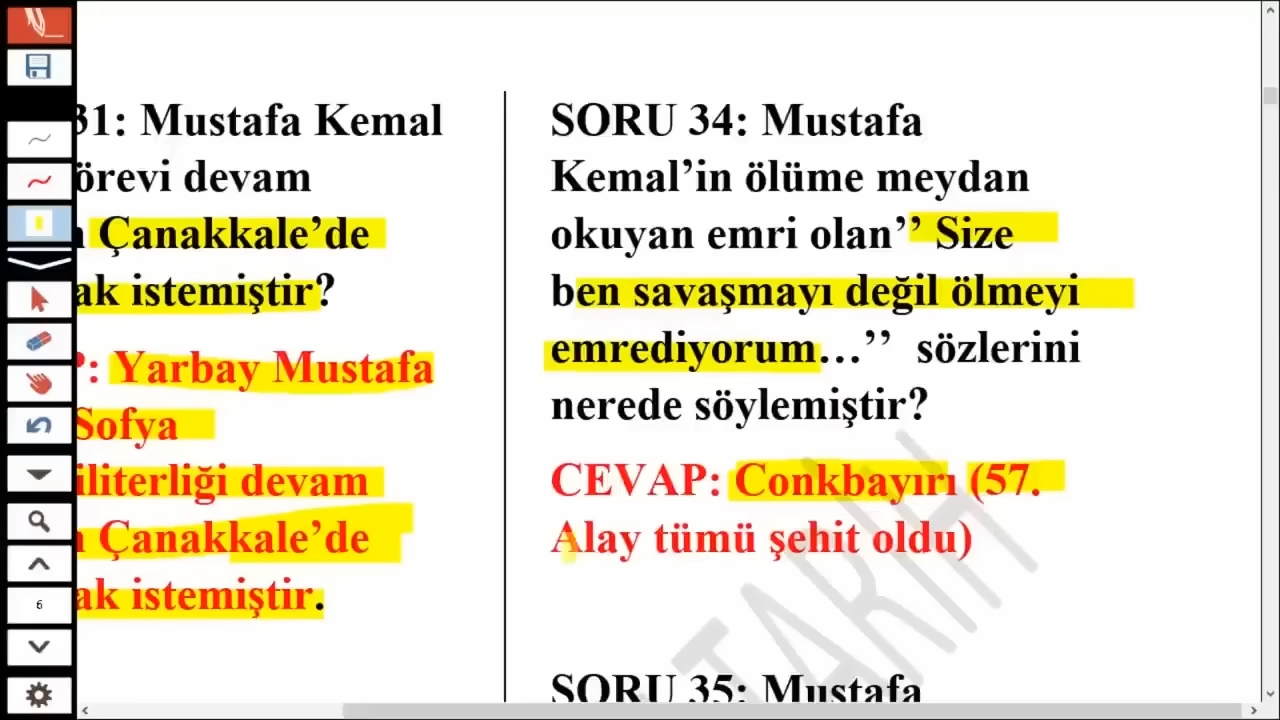 31: Mustafa Kemal
örevi devam
Çanakkale’de
ak istemiştir?
: Yarbay Mustafa
Sofya
iliterliği devam
Çanakkale’de
ak istemiştir.
SORU 34: Mustafa
Kemal’in ölüme meydan
okuyan emri olan’’ Size
ben savaşmayı değil ölmeyi
emrediyorum…’’ sözlerini
nerede söylemiştir?
CEVAP: Conkbayırı (57.
Alay tümü şehit oldu)
SORU 35: Mustafa
TARİH
6